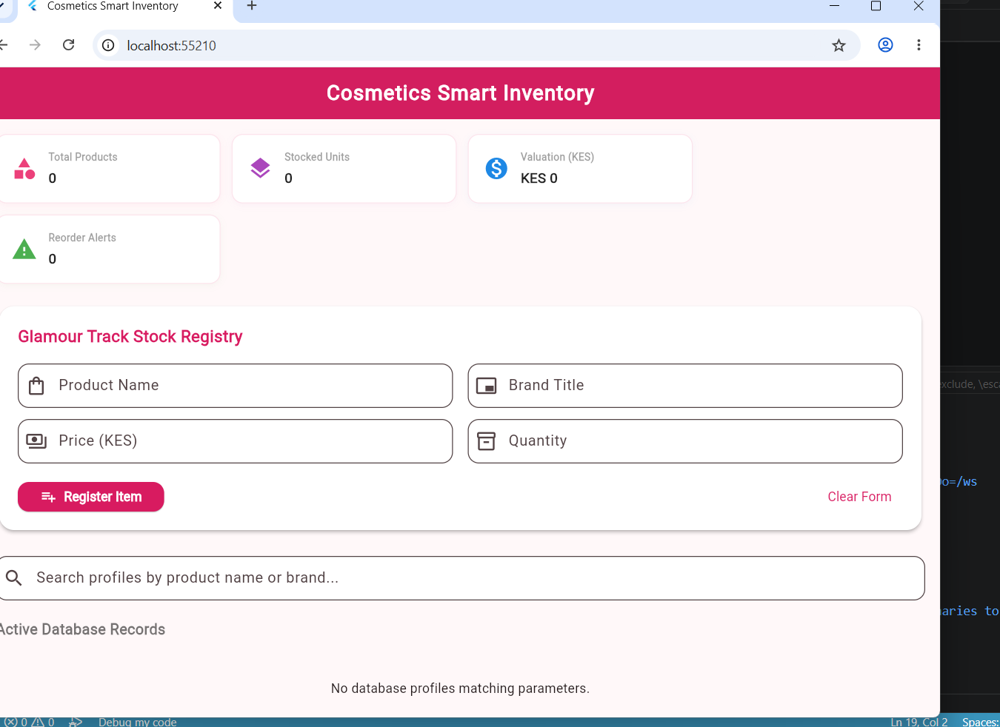 Cosmetics Smart Inventory
localhost:55210
Cosmetics Smart Inventory
Total Products
0
Stocked Units
0
Valuation (KES)
KES 0
Reorder Alerts
0
Glamour Track Stock Registry
Product Name
Brand Title
Price (KES)
Quantity
Register Item
Clear Form
Search profiles by product name or brand...
Active Database Records
No database profiles matching parameters.
exclude, \esca
o=/ws
aries to
0 0 Debug my code
Ln 19, Col 2 Spaces: